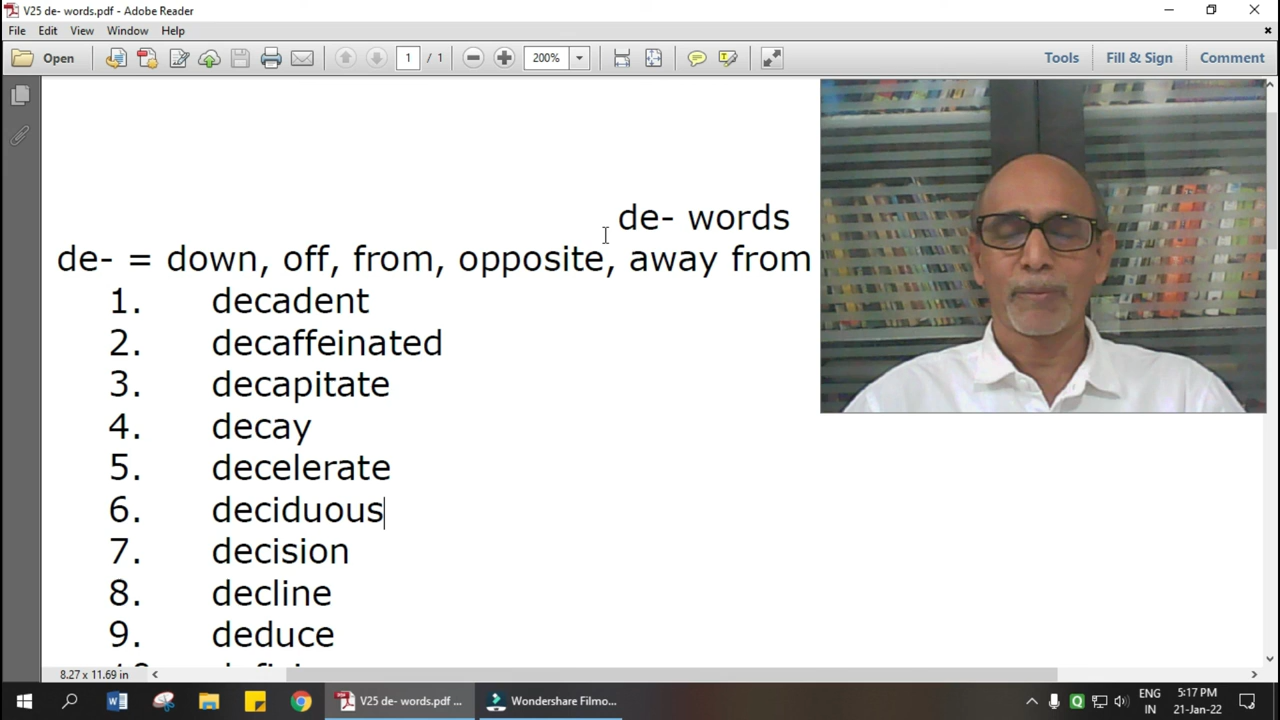 V25 de- words.pdf - Adobe Reader
File Edit View Window Help
Open 1 / 1 200% Tools Fill & Sign Comment
de- words
de- = down, off, from, opposite, away from
1. decadent
2. decaffeinated
3. decapitate
4. decay
5. decelerate
6. deciduous
7. decision
8. decline
9. deduce
8.27 x 11.69 in
V25 de- words.pdf ... Wondershare Filmo...
ENG 5:17 PM
IN 21-Jan-22